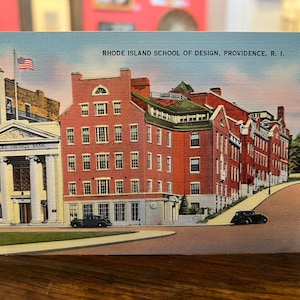 RHODE ISLAND SCHOOL OF DESIGN, PROVIDENCE, R. I.